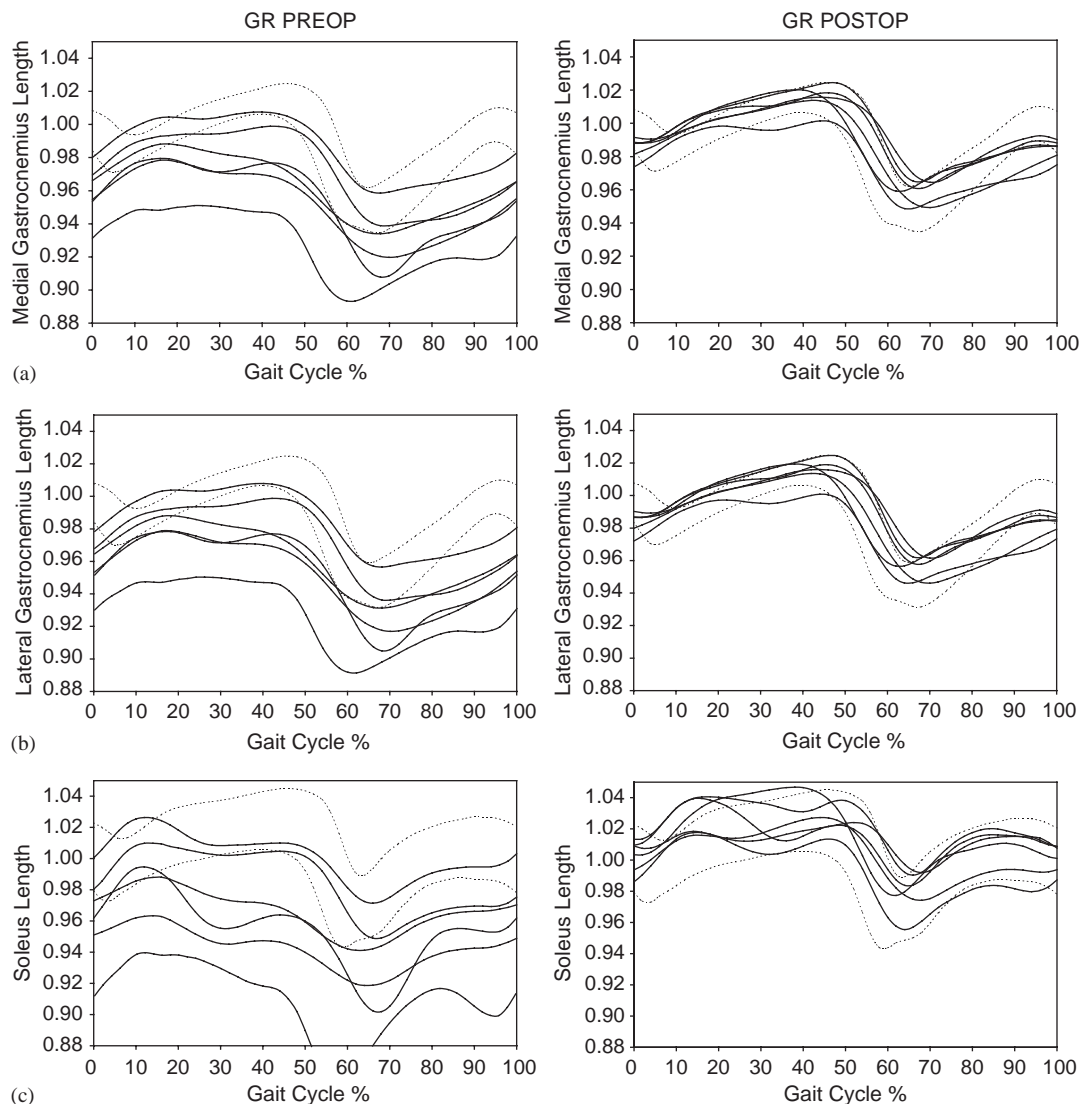 GR PREOP
GR POSTOP
Medial Gastrocnemius Length
1.04
1.02
1.00
0.98
0.96
0.94
0.92
0.90
0.88
0 10 20 30 40 50 60 70 80 90 100
Gait Cycle %
Medial Gastrocnemius Length
1.04
1.02
1.00
0.98
0.96
0.94
0.92
0.90
0.88
0 10 20 30 40 50 60 70 80 90 100
Gait Cycle %
(a)
Lateral Gastrocnemius Length
1.04
1.02
1.00
0.98
0.96
0.94
0.92
0.90
0.88
0 10 20 30 40 50 60 70 80 90 100
Gait Cycle %
Lateral Gastrocnemius Length
1.04
1.02
1.00
0.98
0.96
0.94
0.92
0.90
0.88
0 10 20 30 40 50 60 70 80 90 100
Gait Cycle %
(b)
Soleus Length
1.04
1.02
1.00
0.98
0.96
0.94
0.92
0.90
0.88
0 10 20 30 40 50 60 70 80 90 100
Gait Cycle %
Soleus Length
1.04
1.02
1.00
0.98
0.96
0.94
0.92
0.90
0.88
0 10 20 30 40 50 60 70 80 90 100
Gait Cycle %
(c)